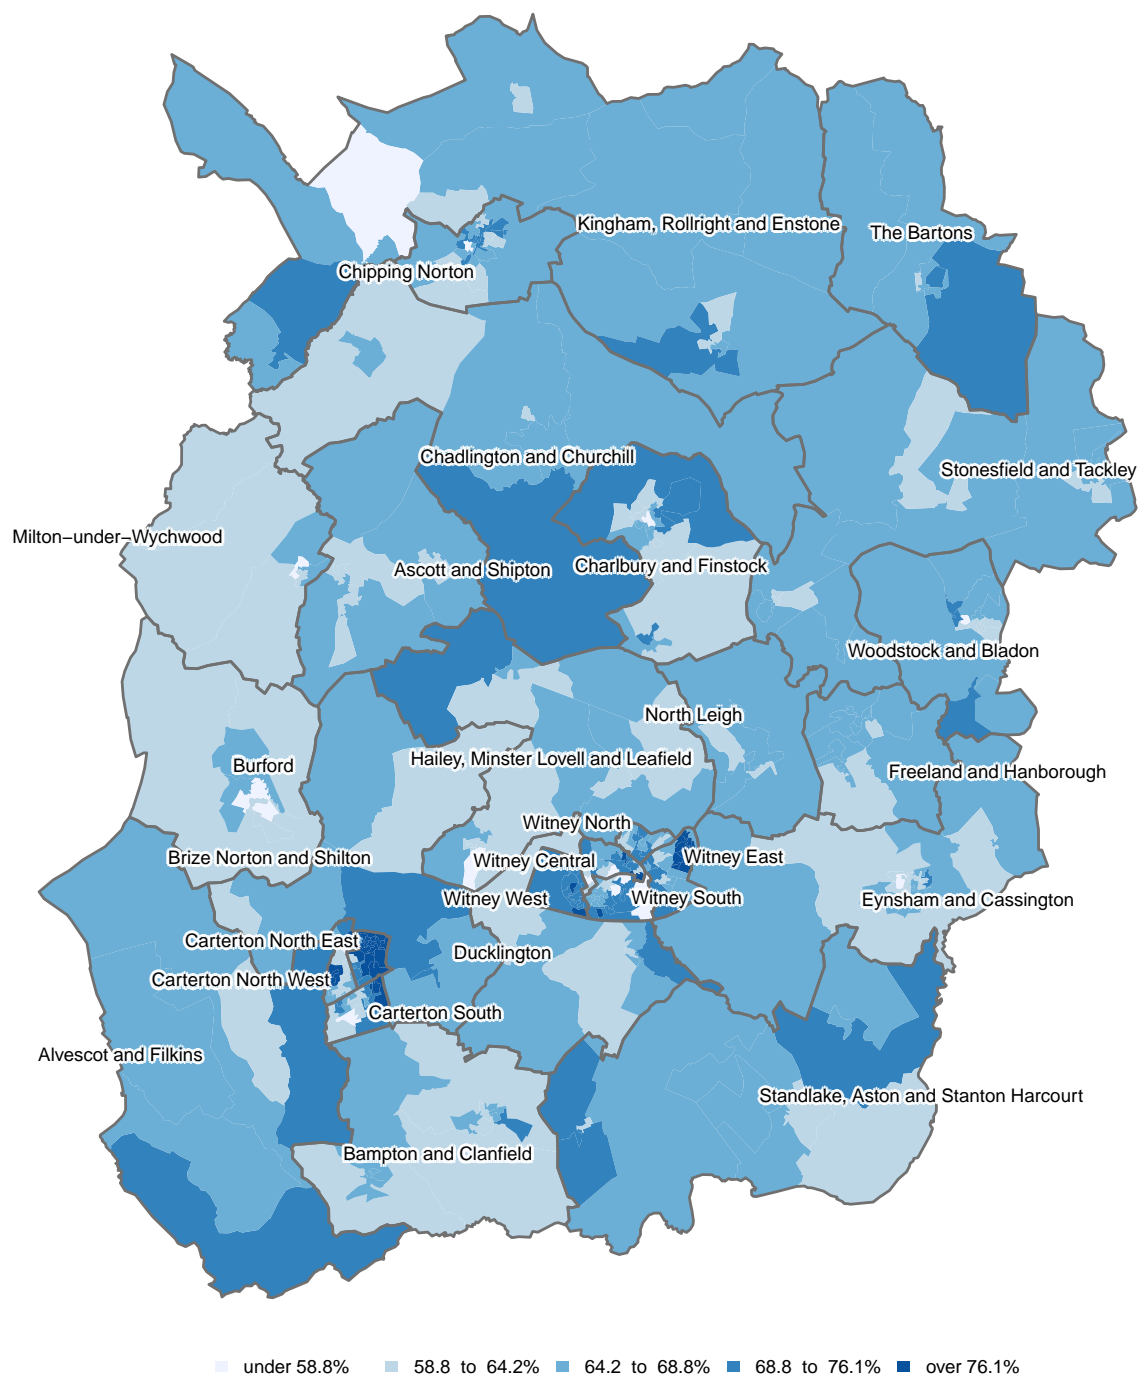 Kingham, Rollright and Enstone
The Bartons
Chipping Norton
Chadlington and Churchill
Stonesfield and Tackley
Milton−under−Wychwood
Ascott and Shipton
Charlbury and Finstock
Woodstock and Bladon
North Leigh
Hailey, Minster Lovell and Leafield
Burford
Freeland and Hanborough
Witney North
Brize Norton and Shilton
Witney Central
Witney East
Witney West
Witney South
Eynsham and Cassington
Carterton North East
Ducklington
Carterton North West
Carterton South
Alvescot and Filkins
Standlake, Aston and Stanton Harcourt
Bampton and Clanfield
under 58.8% 58.8 to 64.2% 64.2 to 68.8% 68.8 to 76.1% over 76.1%